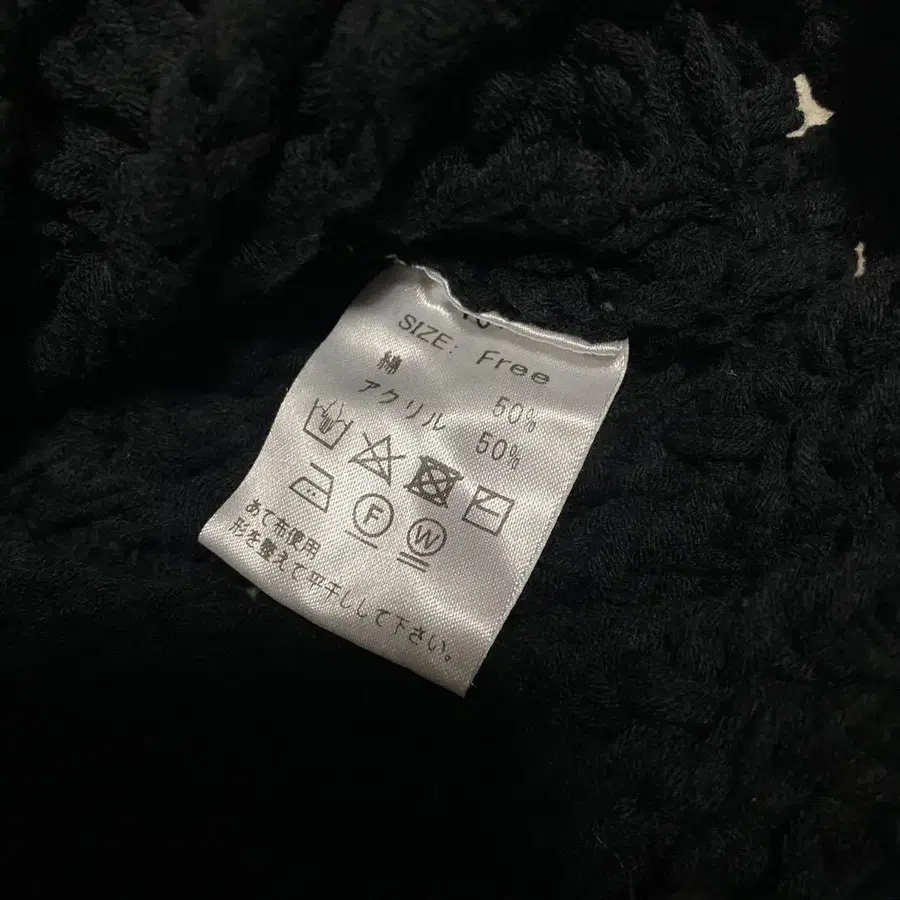 SIZE: Free
綿 50%
アクリル 50%
F W
あて布使用
形を整えて平干しして下さい。